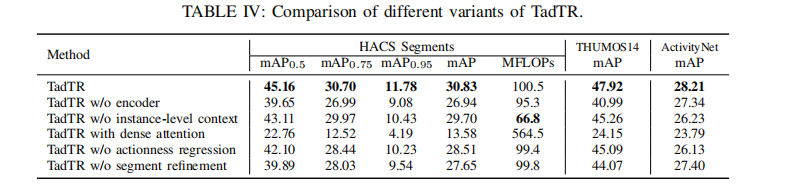 TABLE IV: Comparison of different variants of TadTR.
Method HACS Segments THUMOS14 ActivityNet
mAP0.5 mAP0.75 mAP0.95 mAP MFLOPs mAP mAP
TadTR 45.16 30.70 11.78 30.83 100.5 47.92 28.21
TadTR w/o encoder 39.65 26.99 9.08 26.94 95.3 40.99 27.34
TadTR w/o instance-level context 43.11 29.97 10.43 29.70 66.8 45.26 26.23
TadTR with dense attention 22.76 12.52 4.19 13.58 564.5 24.15 23.79
TadTR w/o actionness regression 42.10 28.44 10.23 28.51 99.4 45.09 26.13
TadTR w/o segment refinement 39.89 28.03 9.54 27.65 99.8 44.07 27.40